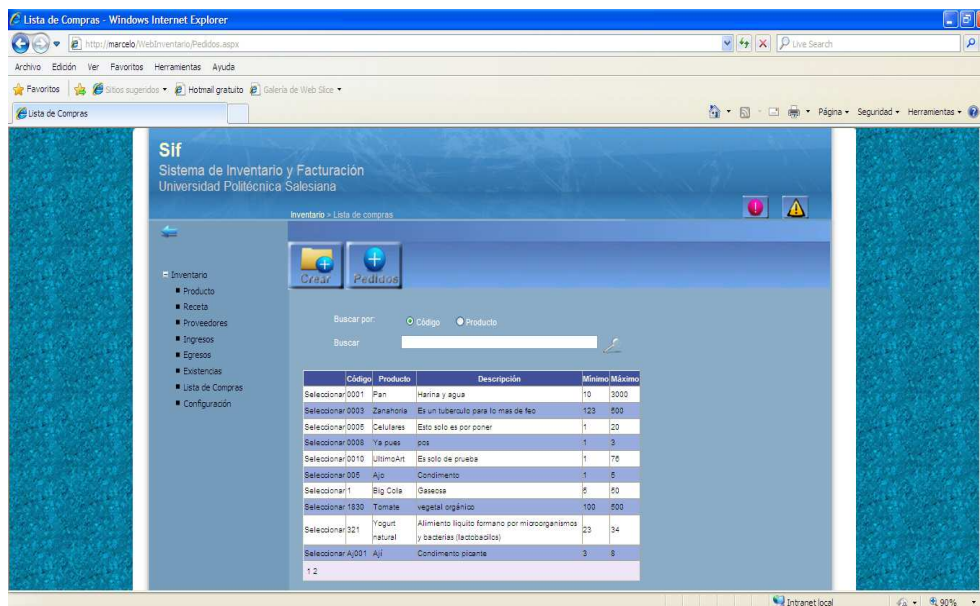 Lista de Compras - Windows Internet Explorer
http://marcelo/WebInventario/Pedidos.aspx
Live Search
Archivo Edición Ver Favoritos Herramientas Ayuda
Favoritos Sitios sugeridos Hotmail gratuito Galería de Web Slice
Lista de Compras
Página Seguridad Herramientas
Sif
Sistema de Inventario y Facturación
Universidad Politécnica Salesiana
Inventario > Lista de compras
Crear Pedidos
Inventario
Producto
Receta
Proveedores
Ingresos
Egresos
Existencias
Lista de Compras
Configuración
Buscar por: Código Producto
Buscar
Código Producto Descripción Mínimo Máximo
Seleccionar 0001 Pan Harina y agua 10 3000
Seleccionar 0003 Zanahoria Es un tuberculo para lo mas de feo 123 500
Seleccionar 0005 Celulares Esto solo es por poner 1 20
Seleccionar 0008 Ya pues pos 1 3
Seleccionar 0010 UltimoArt Es solo de prueba 1 76
Seleccionar 005 Ajo Condimento 1 5
Seleccionar 1 Big Cola Gaseosa 5 50
Seleccionar 1830 Tomate vegetal orgánico 100 500
Seleccionar 321 Yogurt natural Alimiento liquito formano por microorganismos y bacterias (lactobacilos) 23 34
Seleccionar Aj001 Ají Condimento picante 3 8
1 2
Intranet local 90%